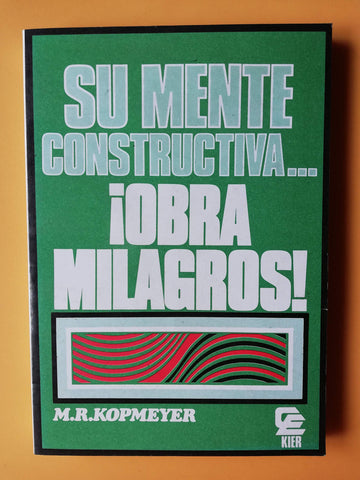 SU MENTE
CONSTRUCTIVA...
¡OBRA
MILAGROS!
M.R.KOPMEYER
KIER